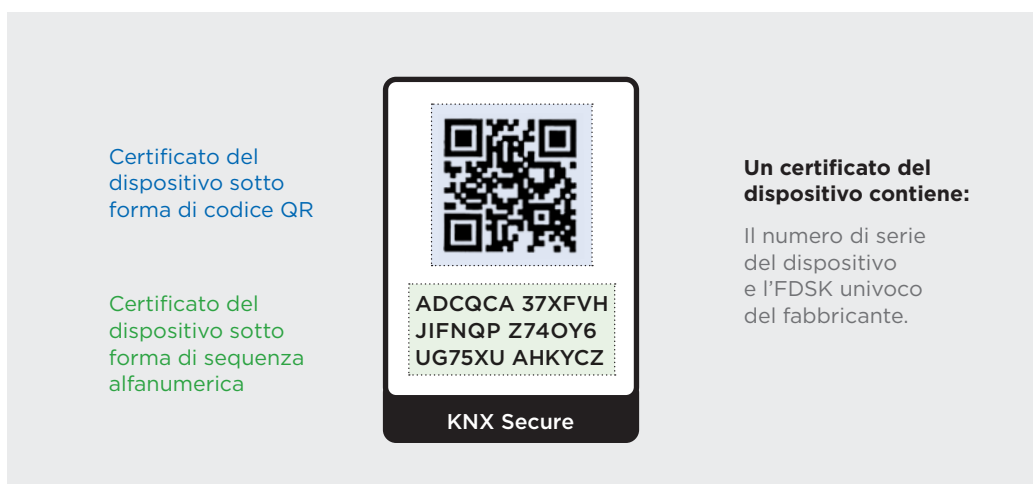 Certificato del
dispositivo sotto
forma di codice QR
Certificato del
dispositivo sotto
forma di sequenza
alfanumerica
ADCQCA 37XFVH
JIFNQP Z74OY6
UG75XU AHKYCZ
KNX Secure
Un certificato del
dispositivo contiene:
Il numero di serie
del dispositivo
e l’FDSK univoco
del fabbricante.